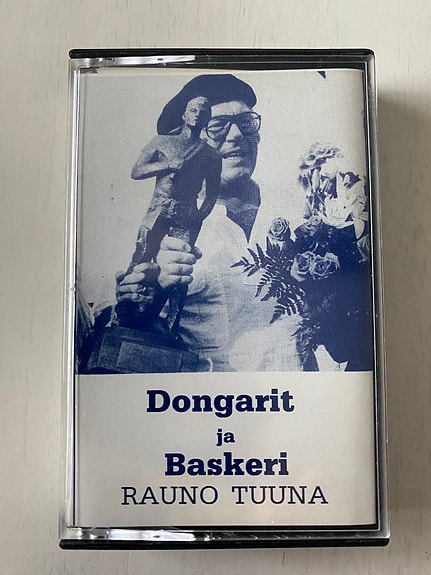 Dongarit
ja
Baskeri
RAUNO TUUNA